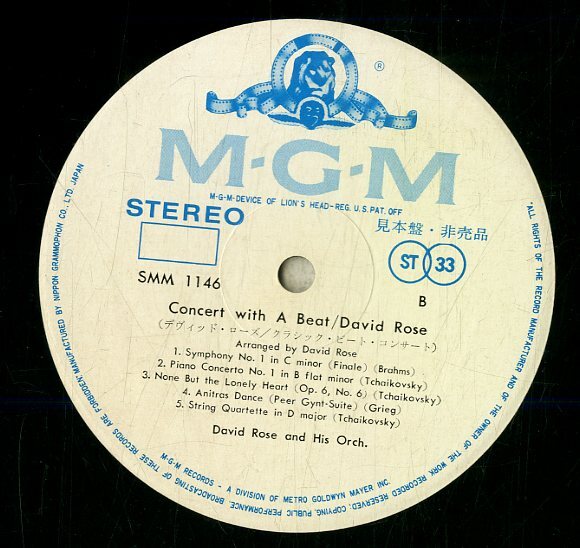 ®
M-G-M
M-G-M-DEVICE OF LION'S HEAD-REG. U.S. PAT. OFF
STEREO
見本盤・非売品
ST 33
SMM 1146
B
Concert with A Beat/David Rose
(デヴィッド・ローズ/クラシック・ビート・コンサート)
Arranged by David Rose
1. Symphony No. 1 in C minor (Finale) (Brahms)
2. Piano Concerto No. 1 in B flat minor (Tchaikovsky)
3. None But the Lonely Heart (Op. 6, No. 6) (Tchaikovsky)
4. Anitras Dance (Peer Gynt-Suite) (Grieg)
5. String Quartette in D major (Tchaikovsky)
David Rose and His Orch.
M-G-M RECORDS - A DIVISION OF METRO GOLDWYN MAYER INC.
"ALL RIGHTS OF THE RECORD MANUFACTURER AND OF THE OWNER OF THE WORK RECORDED RESERVED; COPYING, PUBLIC PERFORMANCE, BROADCASTING OF THESE RECORDS ARE FORBIDDEN MANUFACTURED BY NIPPON GRAMMOPHON CO., LTD. JAPAN